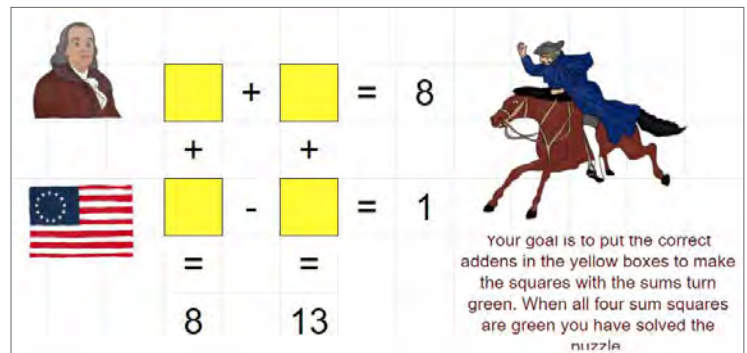 + = 8
+ +
- = 1
= =
8 13
Your goal is to put the correct
addens in the yellow boxes to make
the squares with the sums turn
green. When all four sum squares
are green you have solved the
puzzle